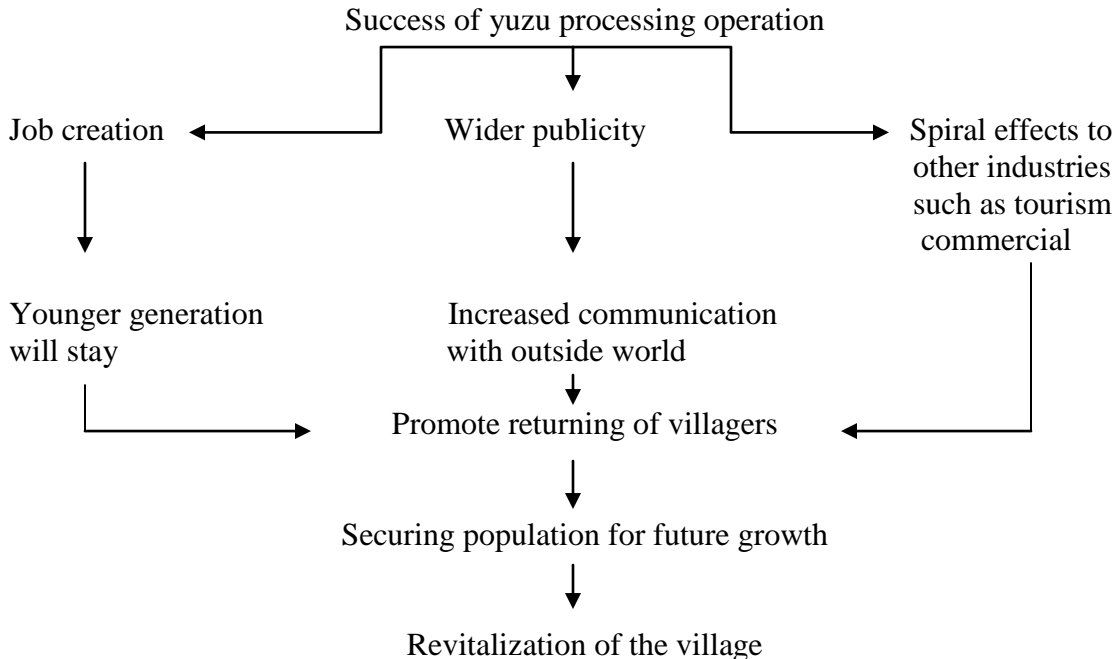 Success of yuzu processing operation
Job creation
Wider publicity
Spiral effects to
other industries
such as tourism
commercial
Younger generation
will stay
Increased communication
with outside world
Promote returning of villagers
Securing population for future growth
Revitalization of the village